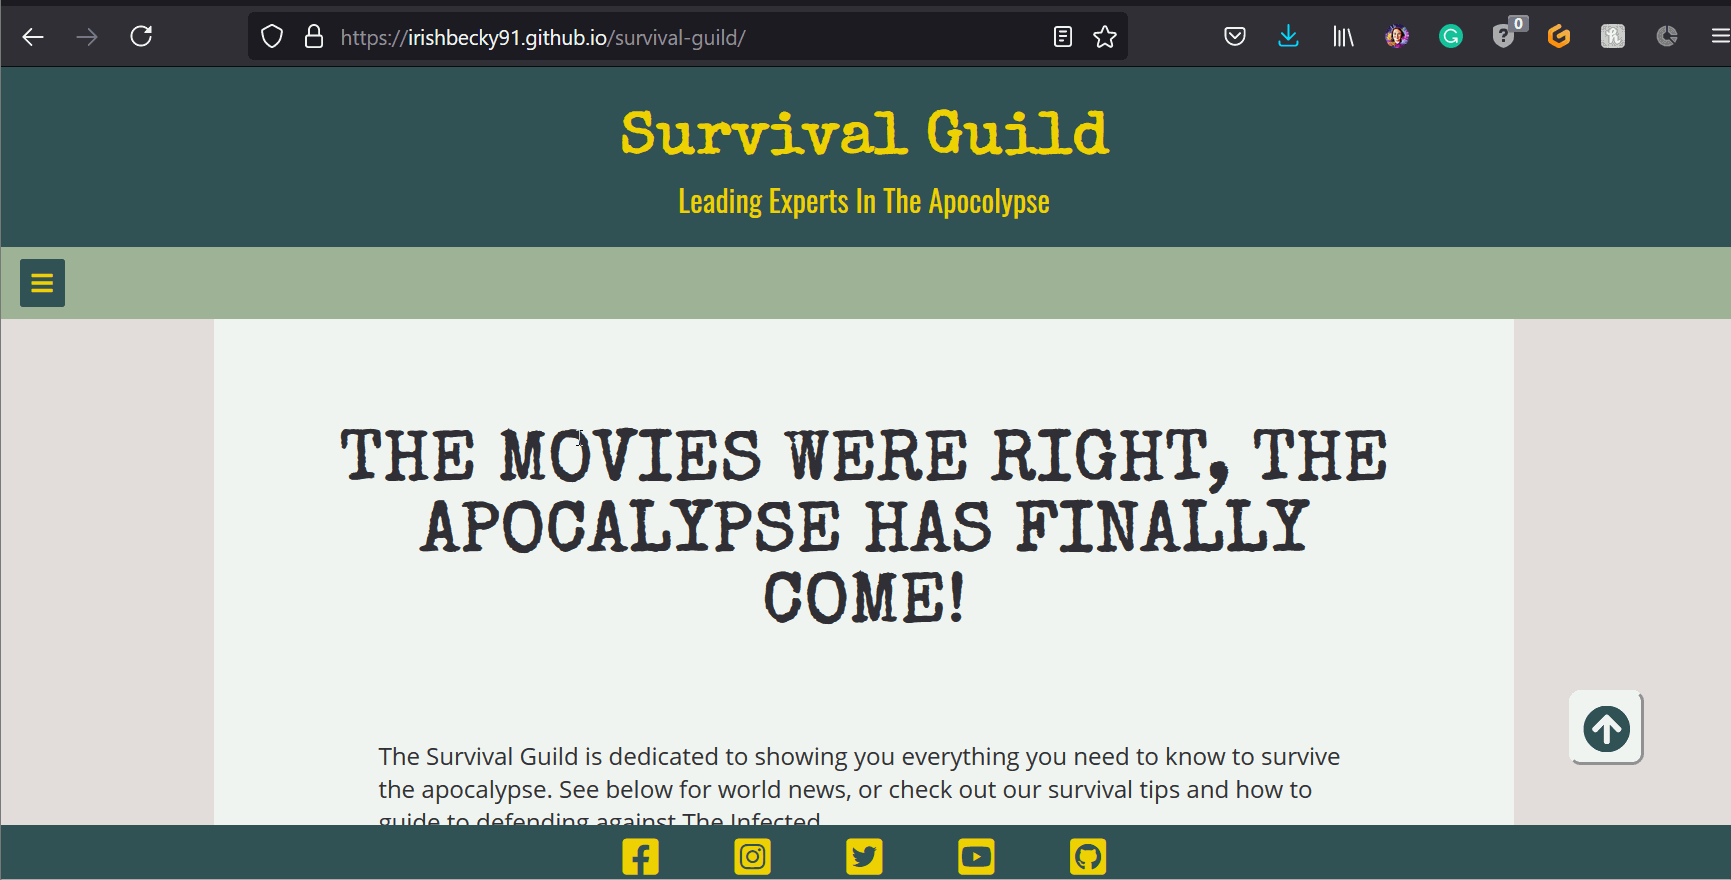 https://irishbecky91.github.io/survival-guild/
0
Survival Guild
Leading Experts In The Apocolypse
THE MOVIES WERE RIGHT, THE
APOCALYPSE HAS FINALLY
COME!
The Survival Guild is dedicated to showing you everything you need to know to survive
the apocalypse. See below for world news, or check out our survival tips and how to
guide to defending against The Infected